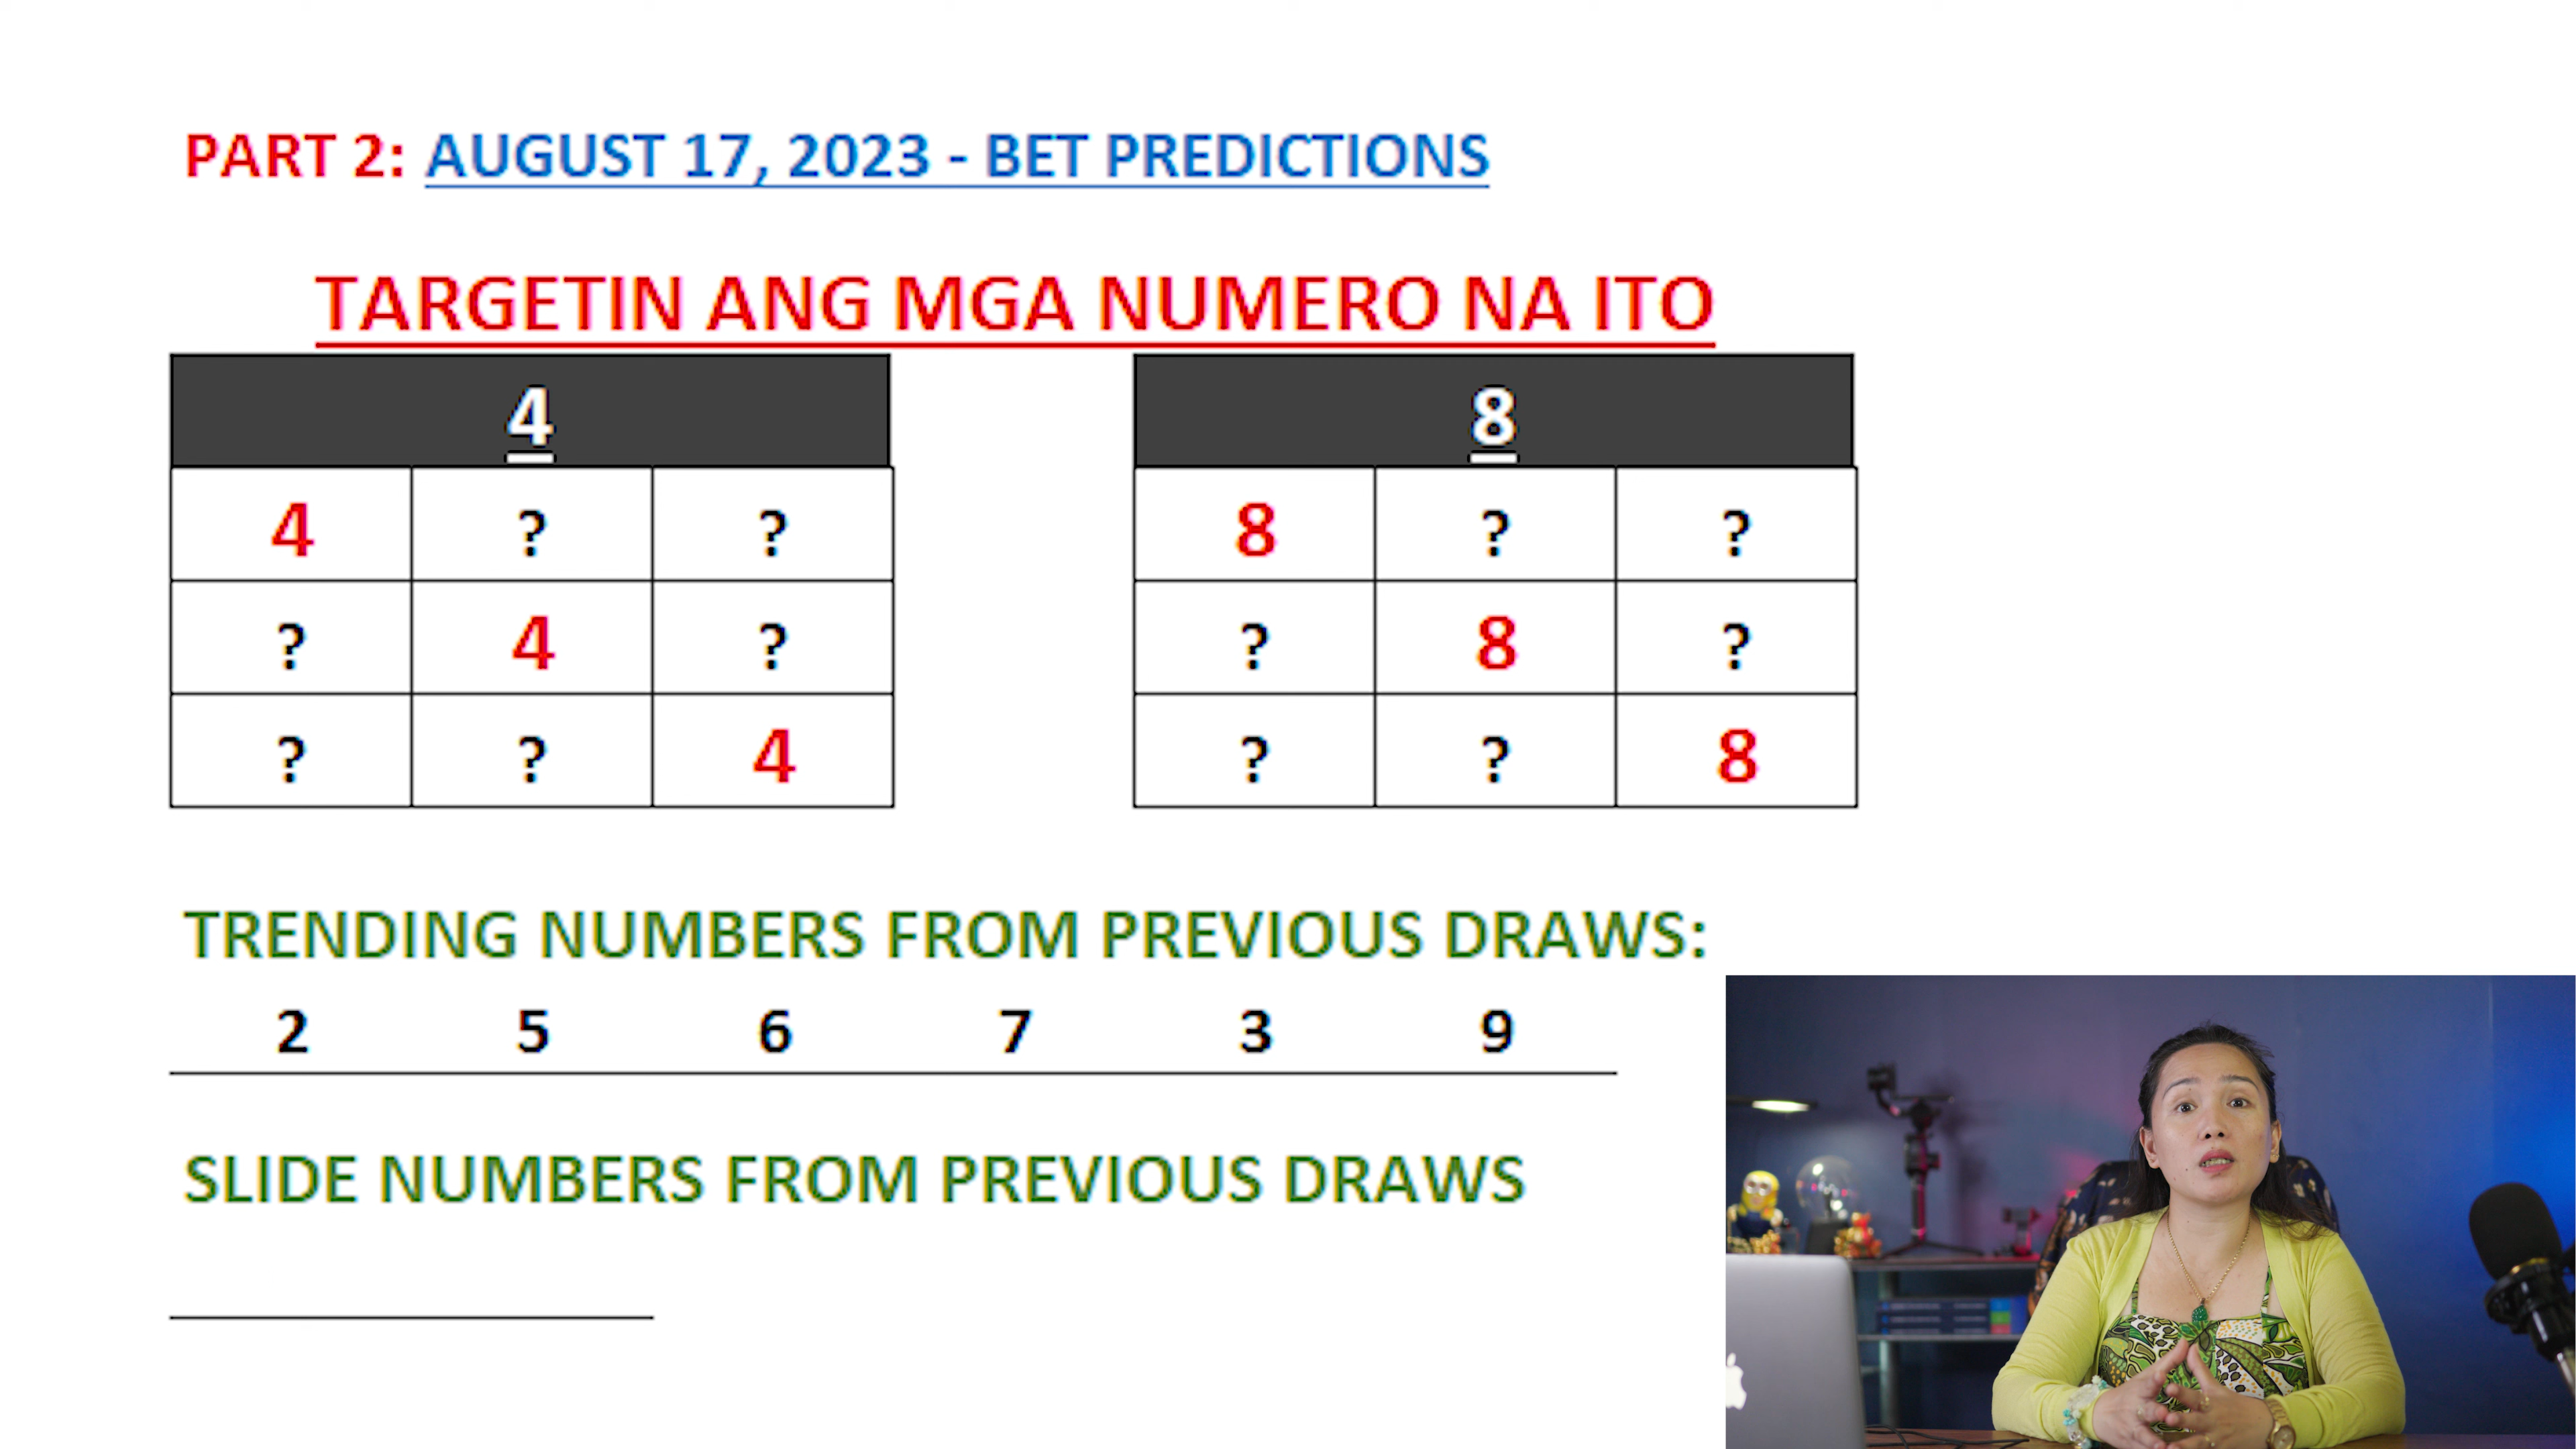 PART 2: AUGUST 17, 2023 - BET PREDICTIONS
TARGETIN ANG MGA NUMERO NA ITO
4
4 ? ?
? 4 ?
? ? 4
8
8 ? ?
? 8 ?
? ? 8
TRENDING NUMBERS FROM PREVIOUS DRAWS:
2 5 6 7 3 9
SLIDE NUMBERS FROM PREVIOUS DRAWS